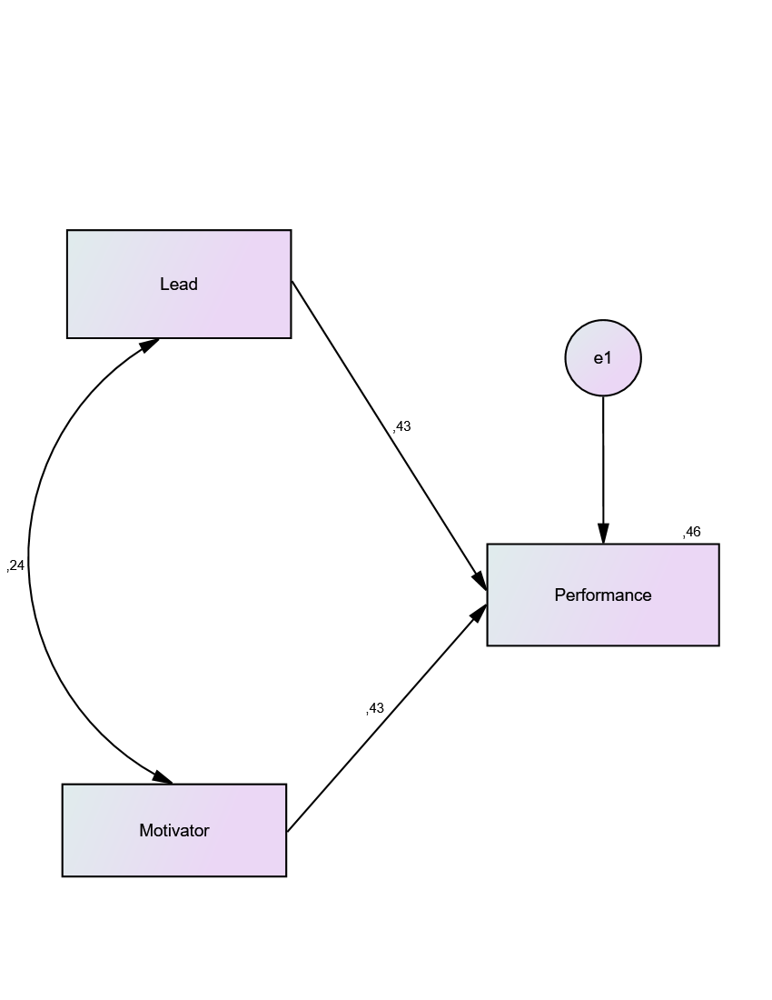 Lead
e1
,43
,46
,24
Performance
,43
Motivator